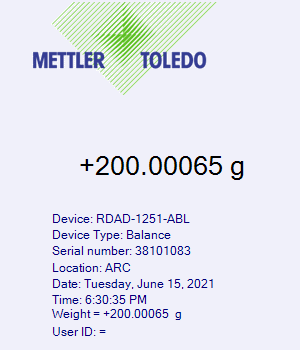 METTLER TOLEDO
+200.00065 g
Device: RDAD-1251-ABL
Device Type: Balance
Serial number: 38101083
Location: ARC
Date: Tuesday, June 15, 2021
Time: 6:30:35 PM
Weight = +200.00065 g
User ID: =